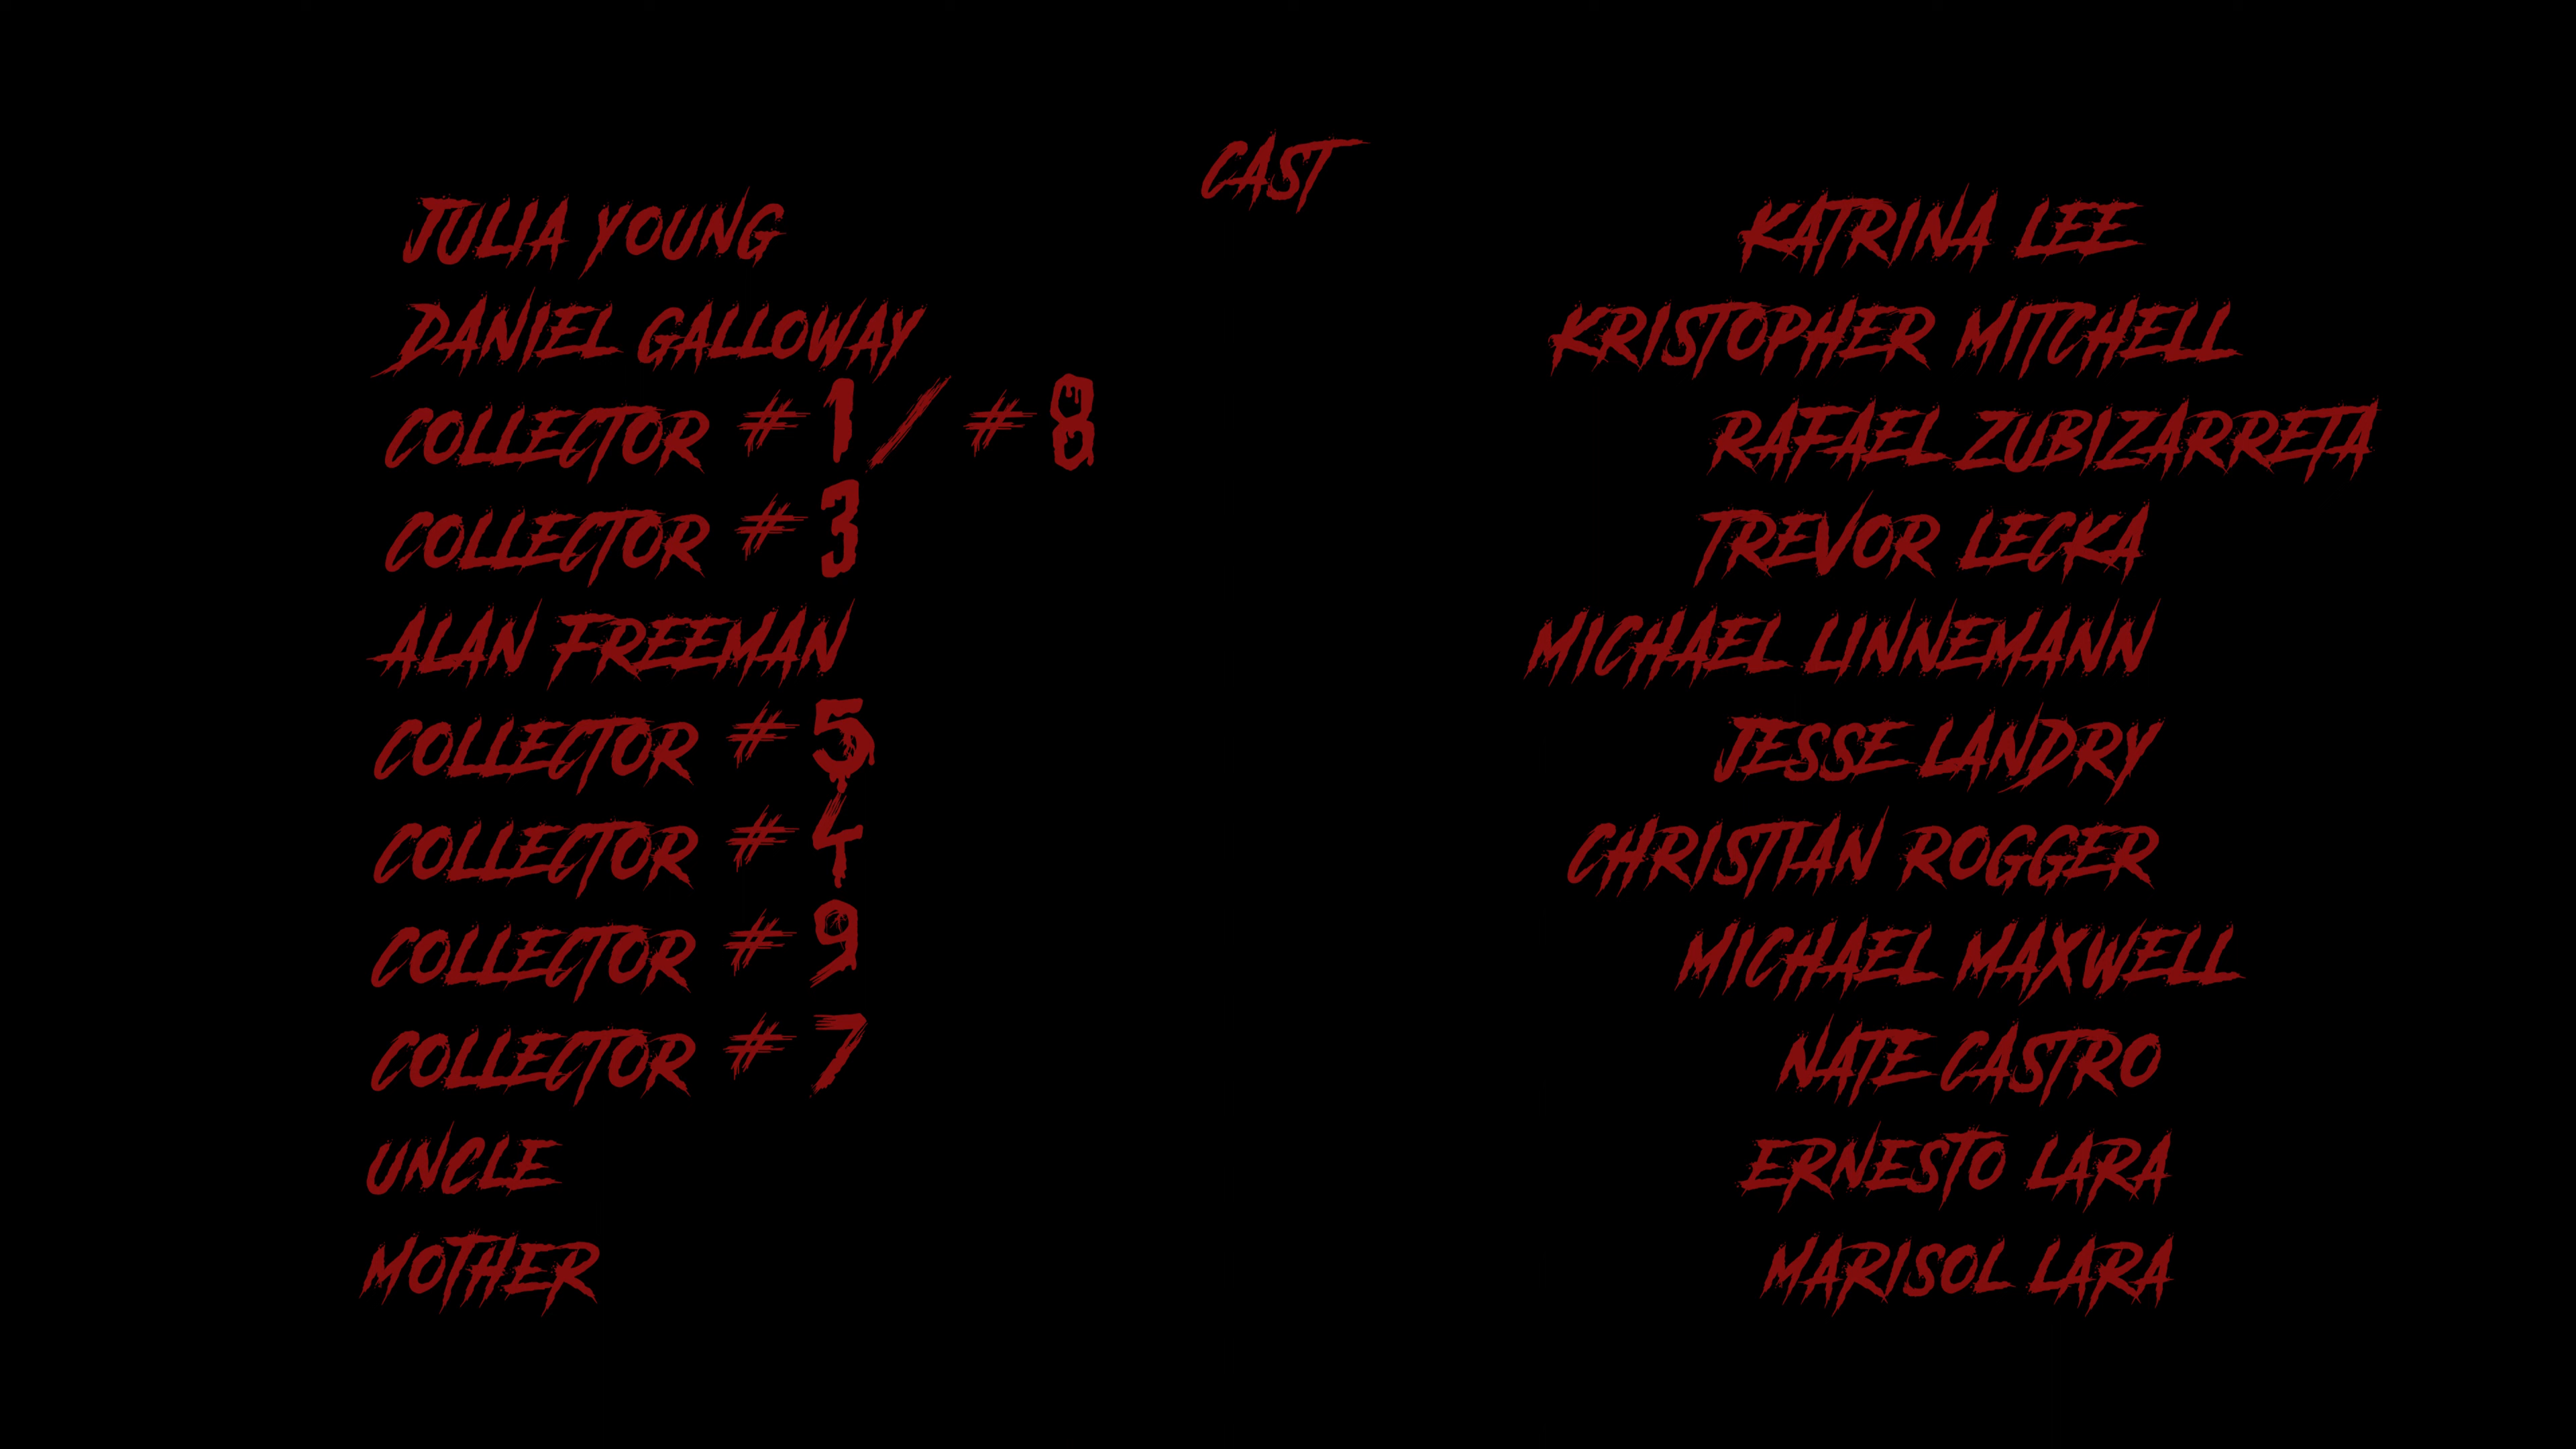 CAST
JULIA YOUNG KATRINA LEE
DANIEL GALLOWAY KRISTOPHER MITCHELL
COLLECTOR #1/#8 RAFAEL ZUBIZARRETA
COLLECTOR #3 TREVOR LECKA
ALAN FREEMAN MICHAEL LINNEMANN
COLLECTOR #5 JESSE LANDRY
COLLECTOR #4 CHRISTIAN ROGGER
COLLECTOR #9 MICHAEL MAXWELL
COLLECTOR #7 NATE CASTRO
UNCLE ERNESTO LARA
MOTHER MARISOL LARA